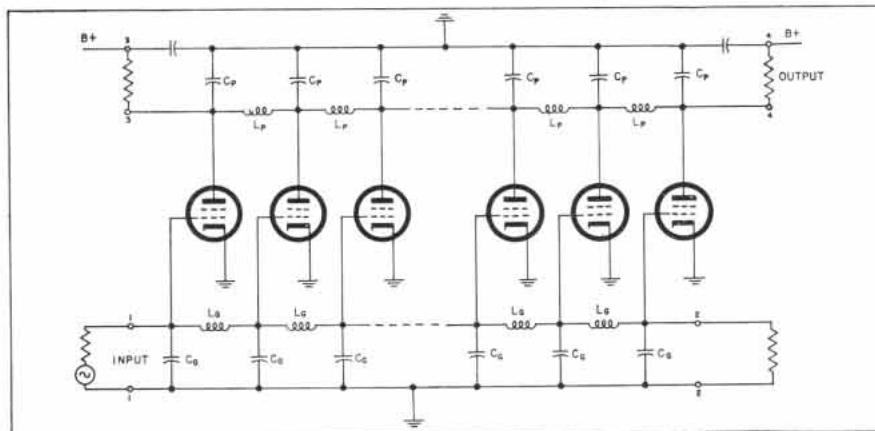 B+ 3 4 B+
CP CP CP CP CP CP
OUTPUT
3 LP LP LP LP 4
1 LG LG LG LG 2
INPUT CG CG CG CG CG CG
1 2